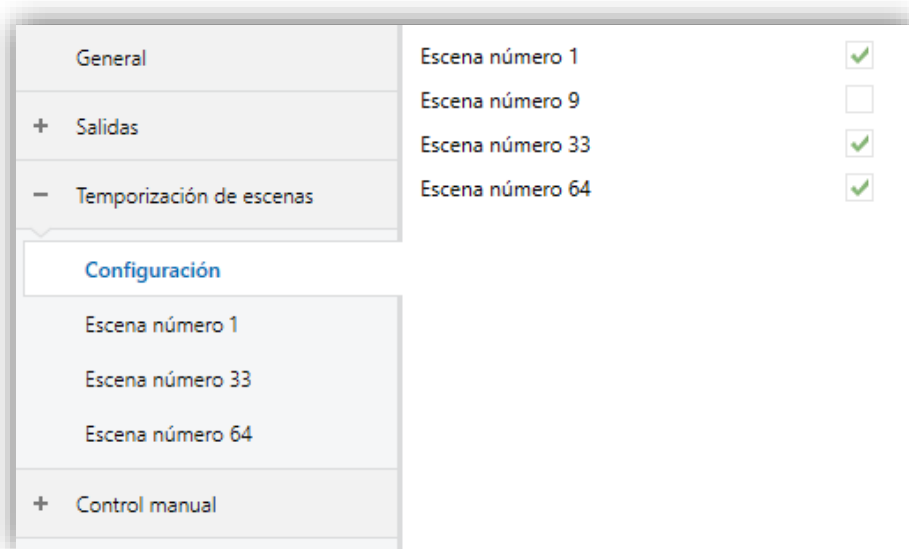 General
+ Salidas
− Temporización de escenas
Configuración
Escena número 1
Escena número 33
Escena número 64
+ Control manual
Escena número 1
Escena número 9
Escena número 33
Escena número 64